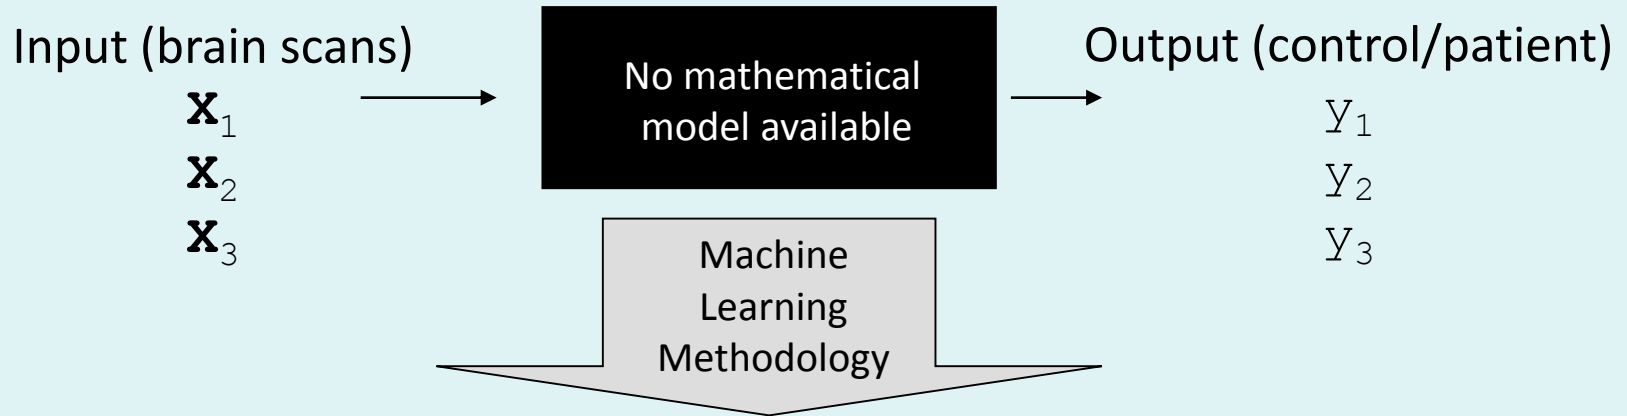 Input (brain scans)
x1
x2
x3
No mathematical
model available
Output (control/patient)
y1
y2
y3
Machine
Learning
Methodology